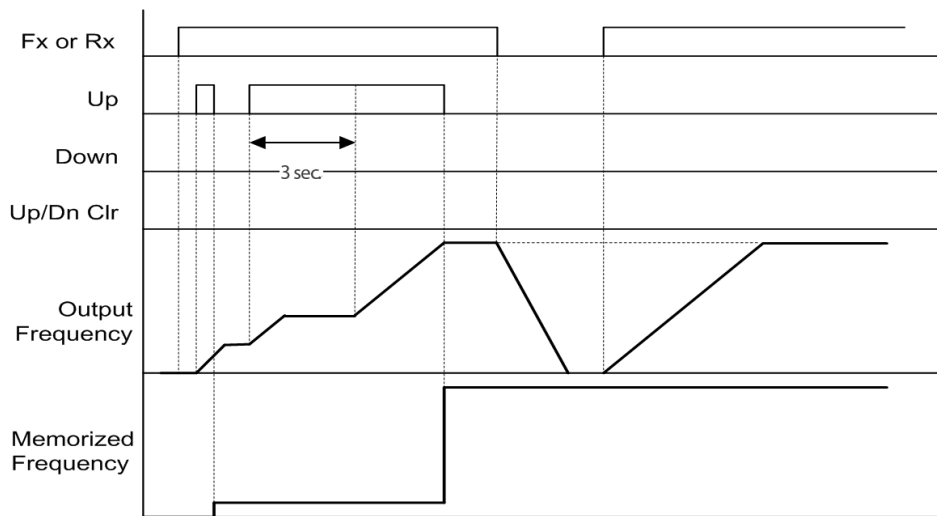 Fx or Rx
Up
Down
3 sec.
Up/Dn Clr
Output
Frequency
Memorized
Frequency